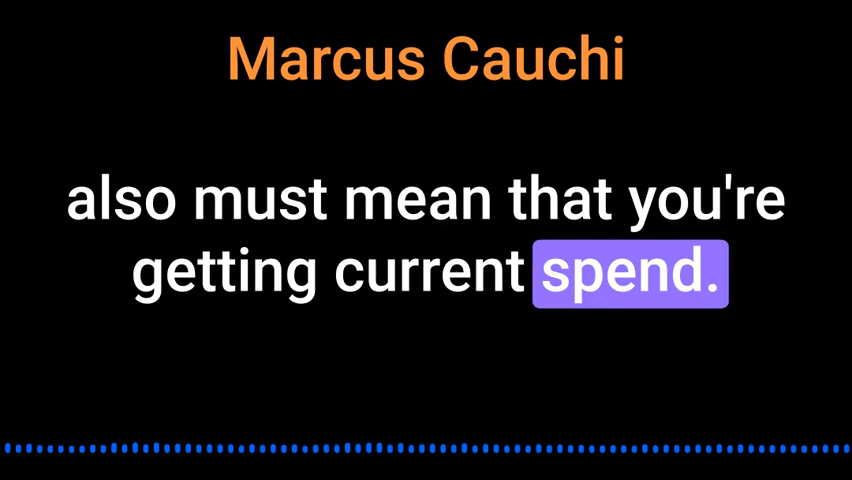 Marcus Cauchi
also must mean that you're
getting current spend.